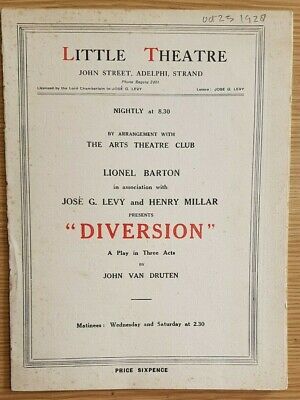 Oct 25 1928
LITTLE THEATRE
JOHN STREET, ADELPHI, STRAND
Phone Regent 2401
Licensed by the Lord Chamberlain to JOSÉ G. LEVY Lessee: JOSÉ G. LEVY
NIGHTLY at 8.30
BY ARRANGEMENT WITH
THE ARTS THEATRE CLUB
LIONEL BARTON
in association with
JOSÉ G. LEVY and HENRY MILLAR
PRESENTS
"DIVERSION"
A Play in Three Acts
by
JOHN VAN DRUTEN
Matinees: Wednesday and Saturday at 2.30
PRICE SIXPENCE